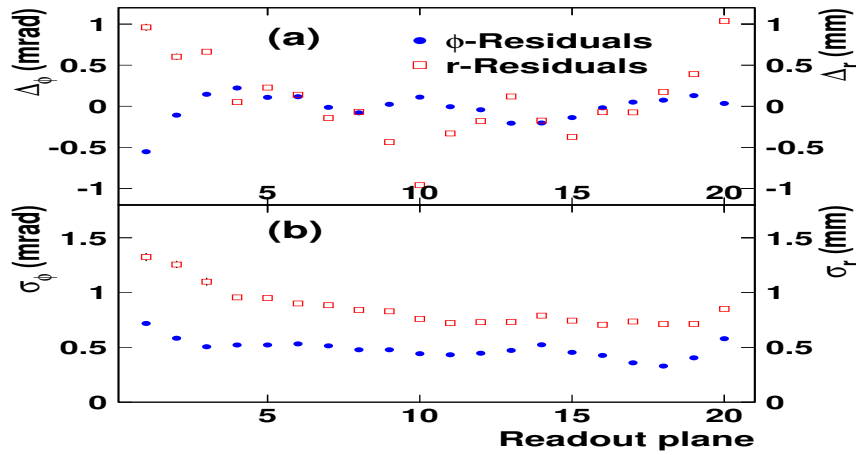 Δϕ (mrad)
1
0.5
0
-0.5
-1
(a)
ϕ-Residuals
r-Residuals
1
0.5
0
-0.5
-1
Δr (mm)
5 10 15 20
σϕ (mrad)
1.5
1
0.5
0
(b)
1.5
1
0.5
0
σr (mm)
5 10 15 20
Readout plane